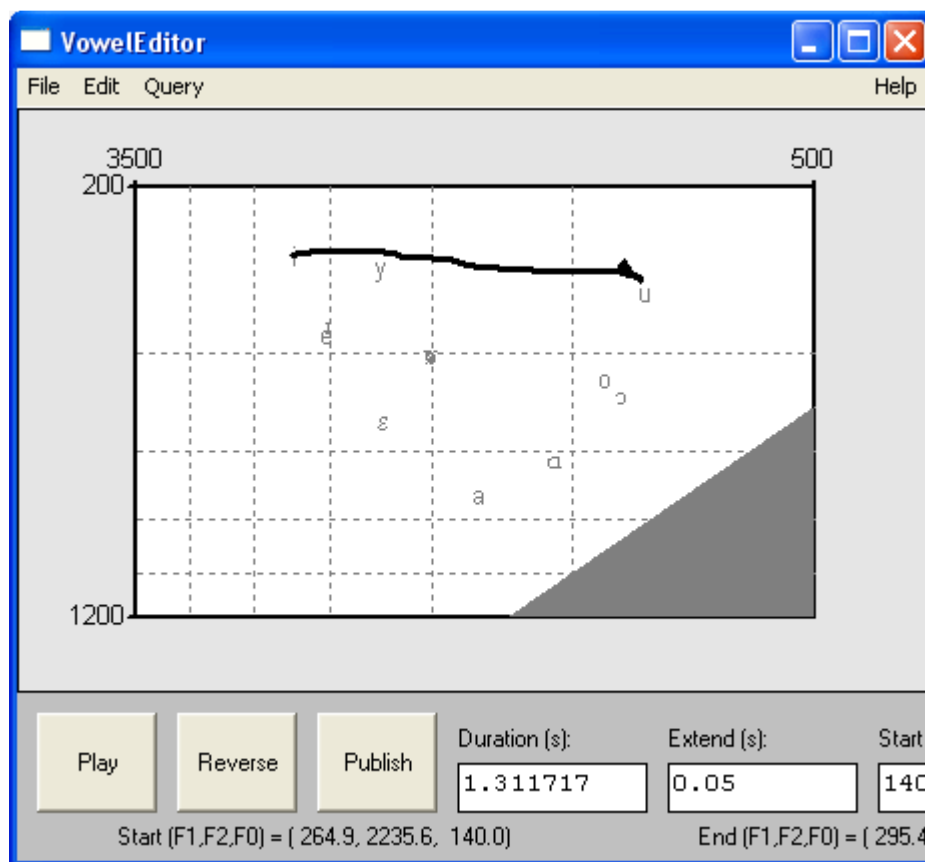 VowelEditor
File Edit Query Help
3500 500
200
i y
u
e
o
ɔ
ɛ
ɑ
a
1200
Duration (s): Extend (s): Start
Play Reverse Publish
1.311717 0.05 140
Start (F1,F2,F0) = ( 264.9, 2235.6, 140.0) End (F1,F2,F0) = ( 295.4